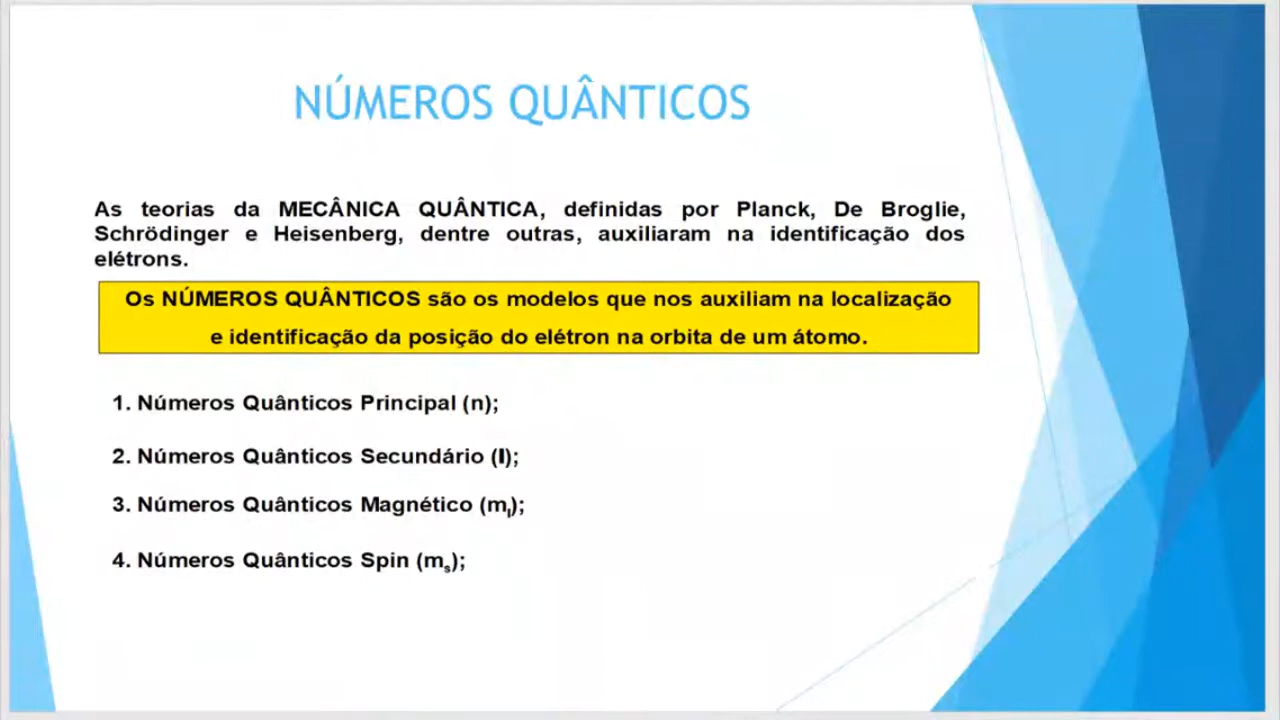 NÚMEROS QUÂNTICOS
As teorias da MECÂNICA QUÂNTICA, definidas por Planck, De Broglie,
Schrödinger e Heisenberg, dentre outras, auxiliaram na identificação dos
elétrons.
Os NÚMEROS QUÂNTICOS são os modelos que nos auxiliam na localização
e identificação da posição do elétron na orbita de um átomo.
1. Números Quânticos Principal (n);
2. Números Quânticos Secundário (l);
3. Números Quânticos Magnético (mₗ);
4. Números Quânticos Spin (mₛ);